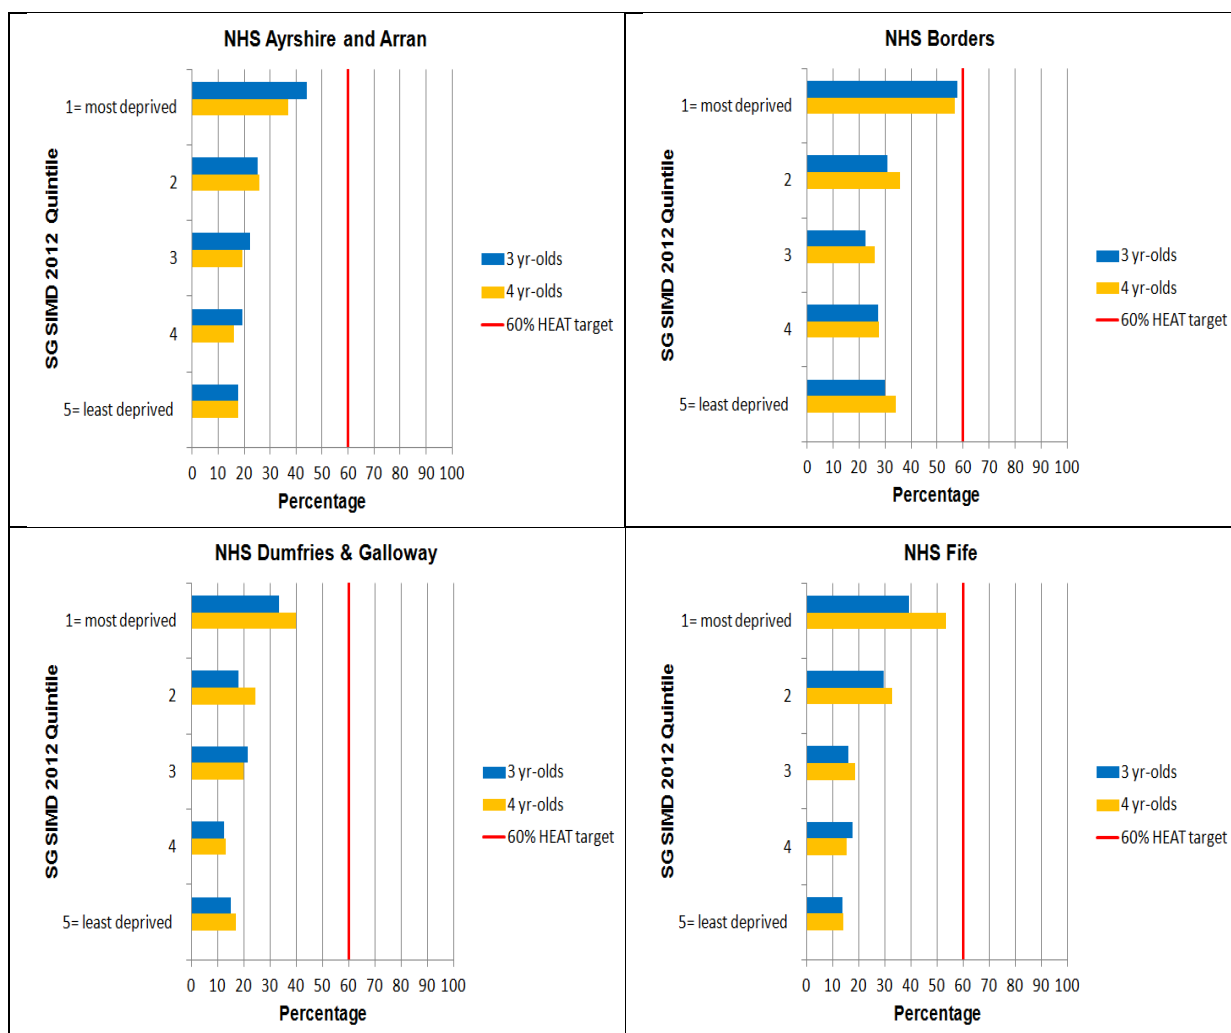 NHS Ayrshire and Arran
SG SIMD 2012 Quintile
1= most deprived
2
3
4
5= least deprived
3 yr-olds
4 yr-olds
60% HEAT target
0 10 20 30 40 50 60 70 80 90 100
Percentage
NHS Borders
SG SIMD 2012 Quintile
1= most deprived
2
3
4
5= least deprived
3 yr-olds
4 yr-olds
60% HEAT target
0 10 20 30 40 50 60 70 80 90 100
Percentage
NHS Dumfries & Galloway
SG SIMD 2012 Quintile
1= most deprived
2
3
4
5= least deprived
3 yr-olds
4 yr-olds
60% HEAT target
0 10 20 30 40 50 60 70 80 90 100
Percentage
NHS Fife
SG SIMD 2012 Quintile
1= most deprived
2
3
4
5= least deprived
3 yr-olds
4 yr-olds
60% HEAT target
0 10 20 30 40 50 60 70 80 90 100
Percentage